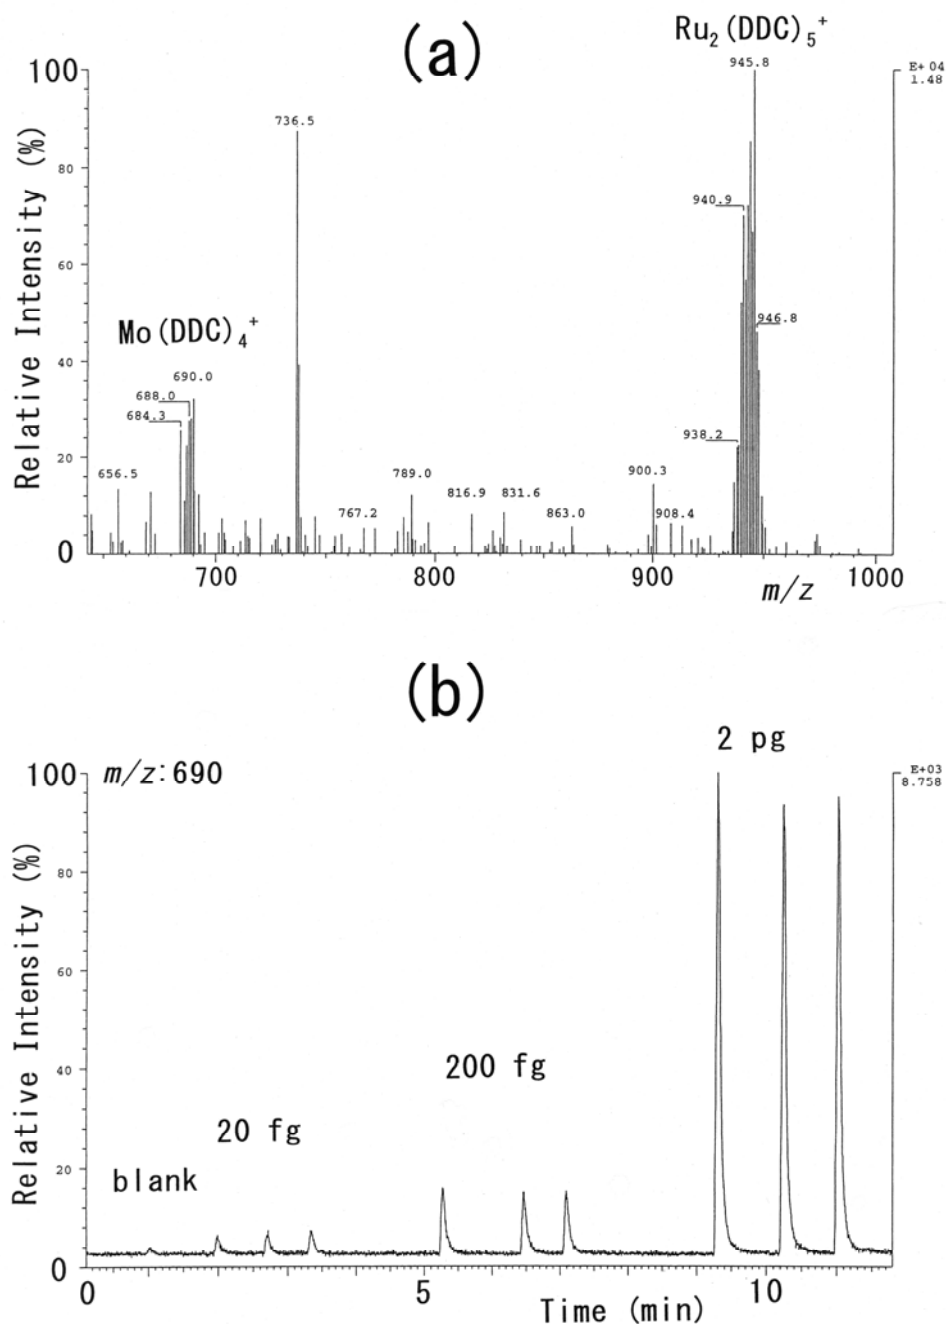 (a)
Ru2(DDC)5+
945.8
E+04
1.48
100
736.5
80
940.9
60
946.8
Mo(DDC)4+
40
690.0
688.0
684.3
938.2
20
656.5
789.0
900.3
816.9
831.6
767.2
863.0
908.4
0
700
800
900
1000
m/z
Relative Intensity (%)
(b)
2 pg
100
m/z:690
E+03
8.758
80
60
200 fg
40
20 fg
20
blank
0
0
5
10
Time (min)
Relative Intensity (%)